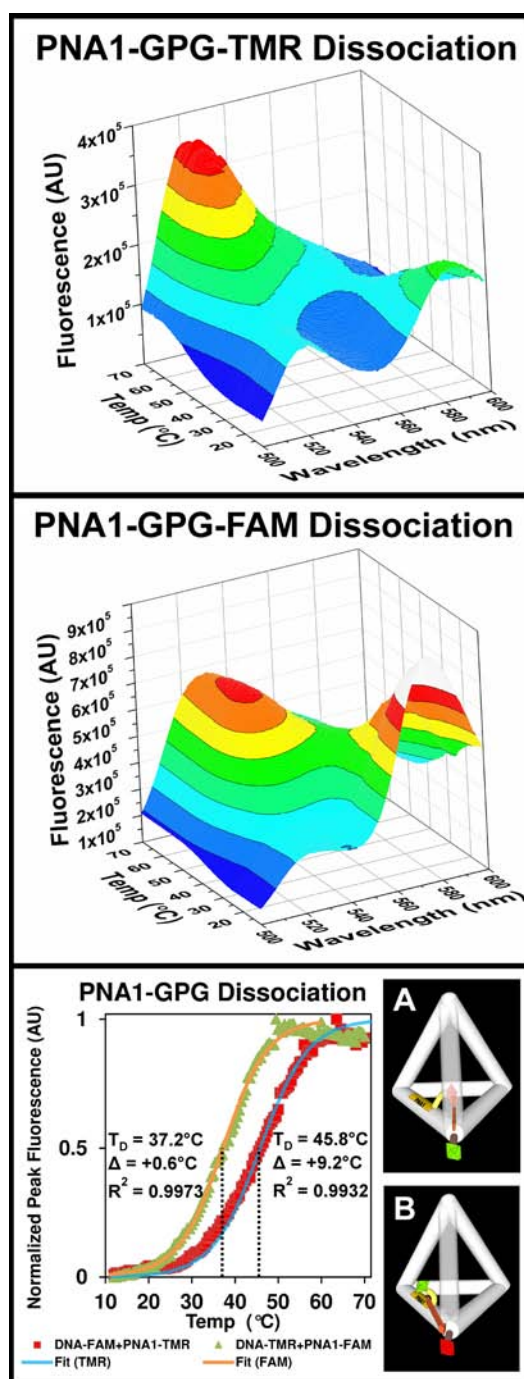 PNA1-GPG-TMR Dissociation
4x10⁵
3x10⁵
2x10⁵
1x10⁵
Fluorescence (AU)
70
60
50
40
30
20
Temp (°C)
500
520
540
560
580
600
Wavelength (nm)
PNA1-GPG-FAM Dissociation
9x10⁵
8x10⁵
7x10⁵
6x10⁵
5x10⁵
4x10⁵
3x10⁵
2x10⁵
1x10⁵
Fluorescence (AU)
70
60
50
40
30
20
Temp (°C)
500
520
540
560
580
600
Wavelength (nm)
PNA1-GPG Dissociation
Normalized Peak Fluorescence (AU)
1
0.5
0
T_D = 37.2°C
Δ = +0.6°C
R² = 0.9973
T_D = 45.8°C
Δ = +9.2°C
R² = 0.9932
10 20 30 40 50 60 70
Temp (°C)
DNA-FAM+PNA1-TMR DNA-TMR+PNA1-FAM
Fit (TMR) Fit (FAM)
A
B